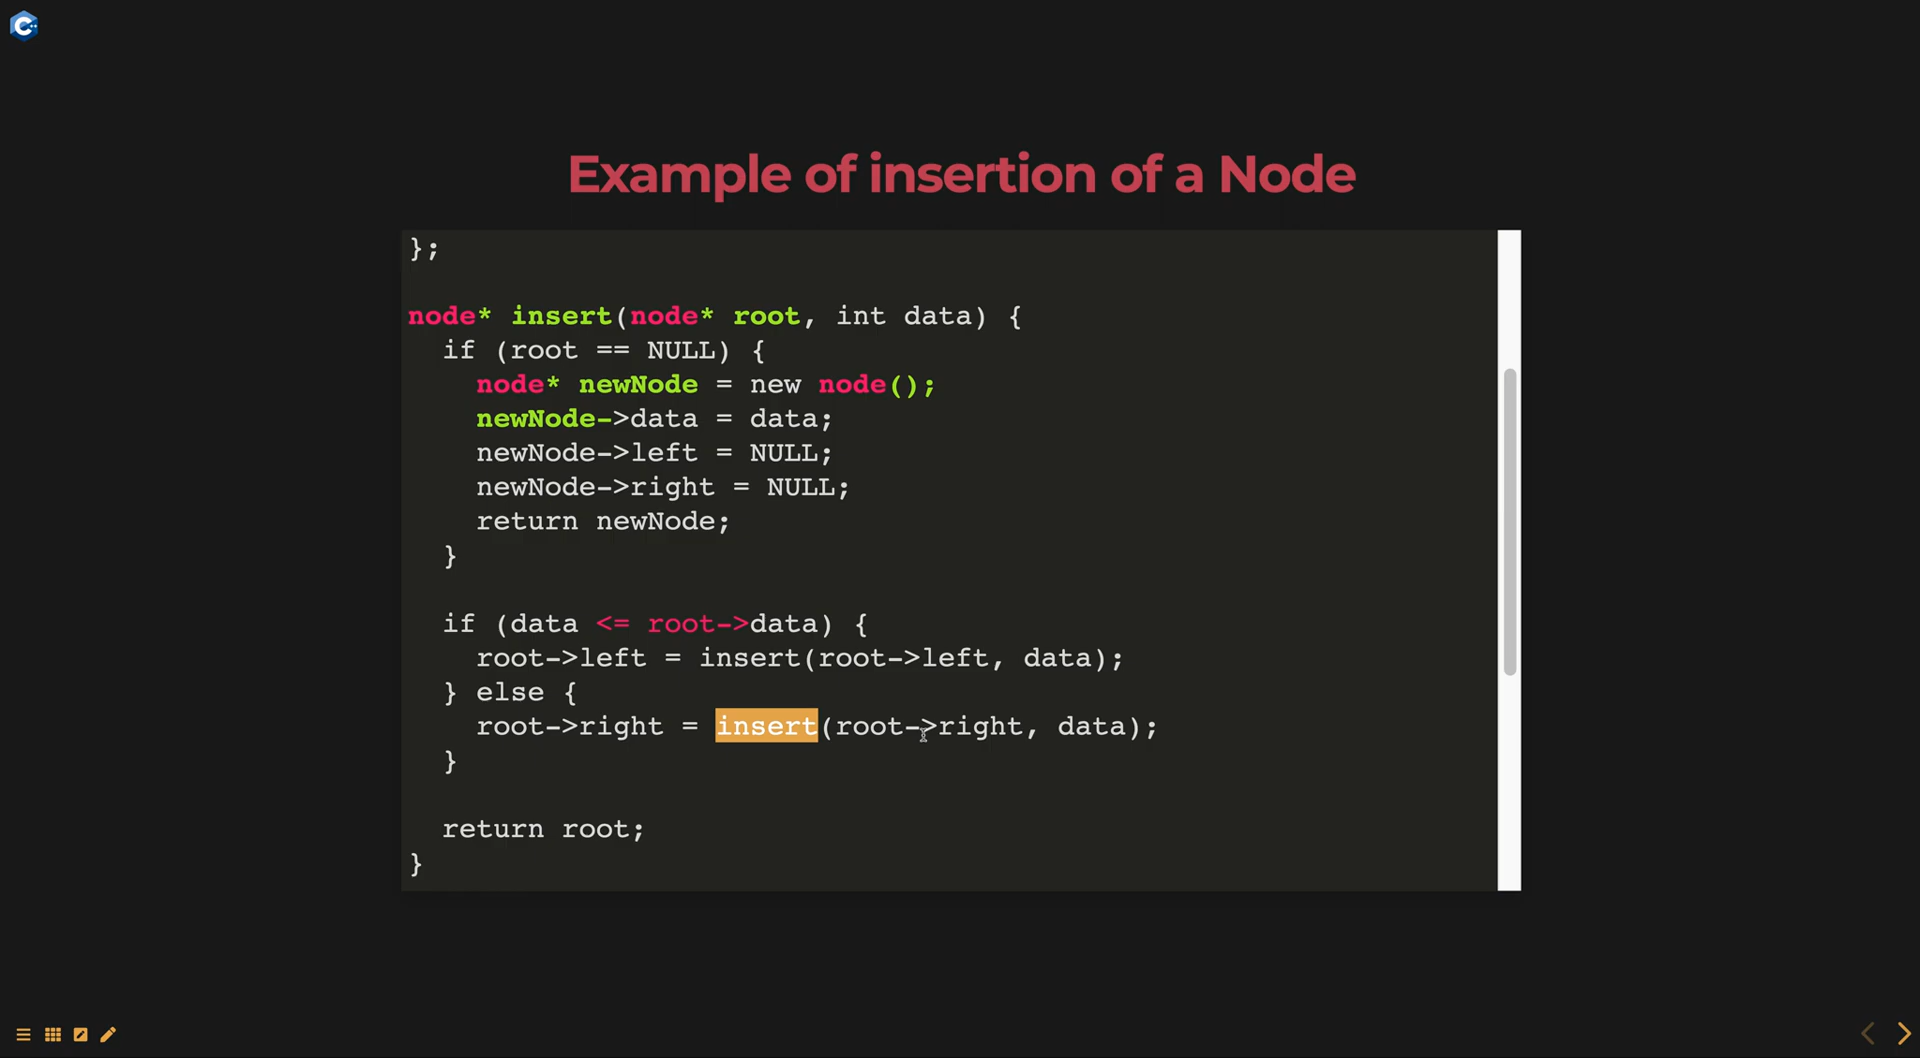 Example of insertion of a Node
};
node* insert(node* root, int data) {
if (root == NULL) {
node* newNode = new node();
newNode->data = data;
newNode->left = NULL;
newNode->right = NULL;
return newNode;
}
if (data <= root->data) {
root->left = insert(root->left, data);
} else {
root->right = insert(root->right, data);
}
return root;
}